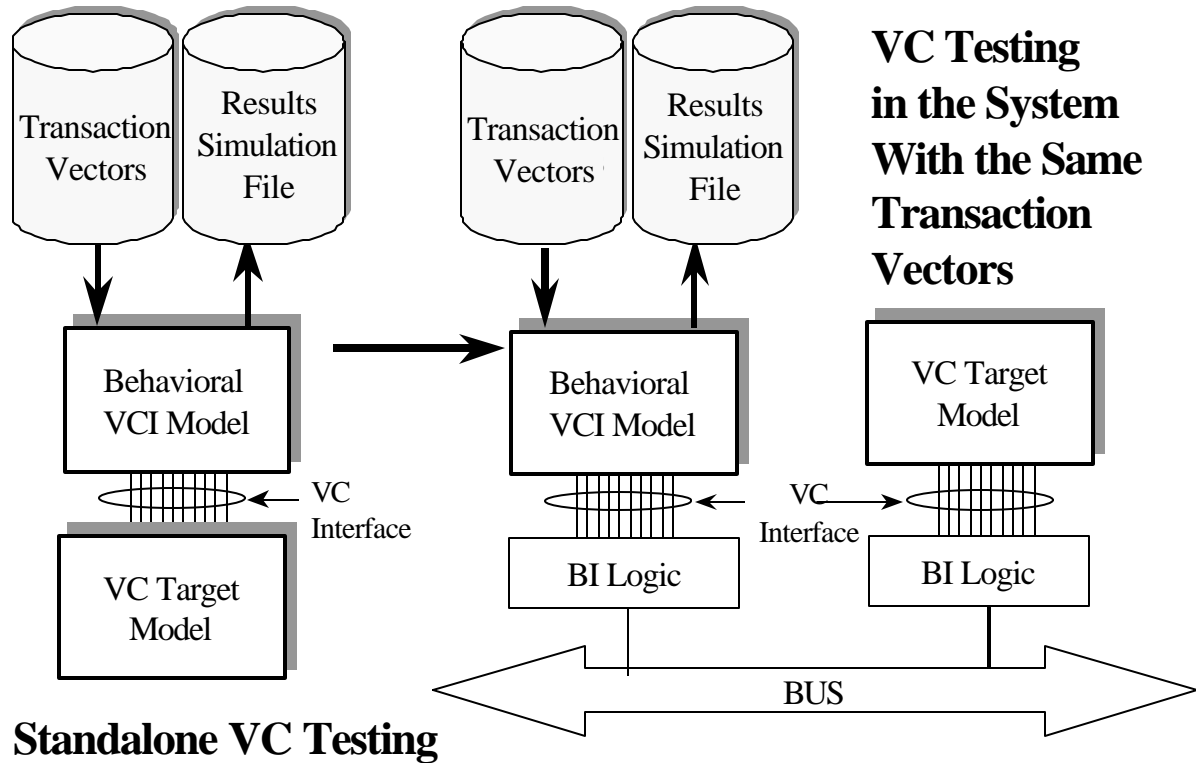 Transaction
Vectors
Results
Simulation
File
Transaction
Vectors
Results
Simulation
File
VC Testing
in the System
With the Same
Transaction
Vectors
Behavioral
VCI Model
Behavioral
VCI Model
VC Target
Model
VC
Interface
VC
Interface
VC Target
Model
BI Logic
BI Logic
BUS
Standalone VC Testing